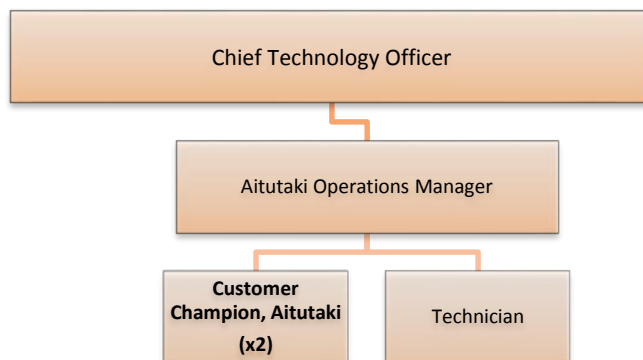 Chief Technology Officer
Aitutaki Operations Manager
Customer
Champion, Aitutaki
(x2)
Technician